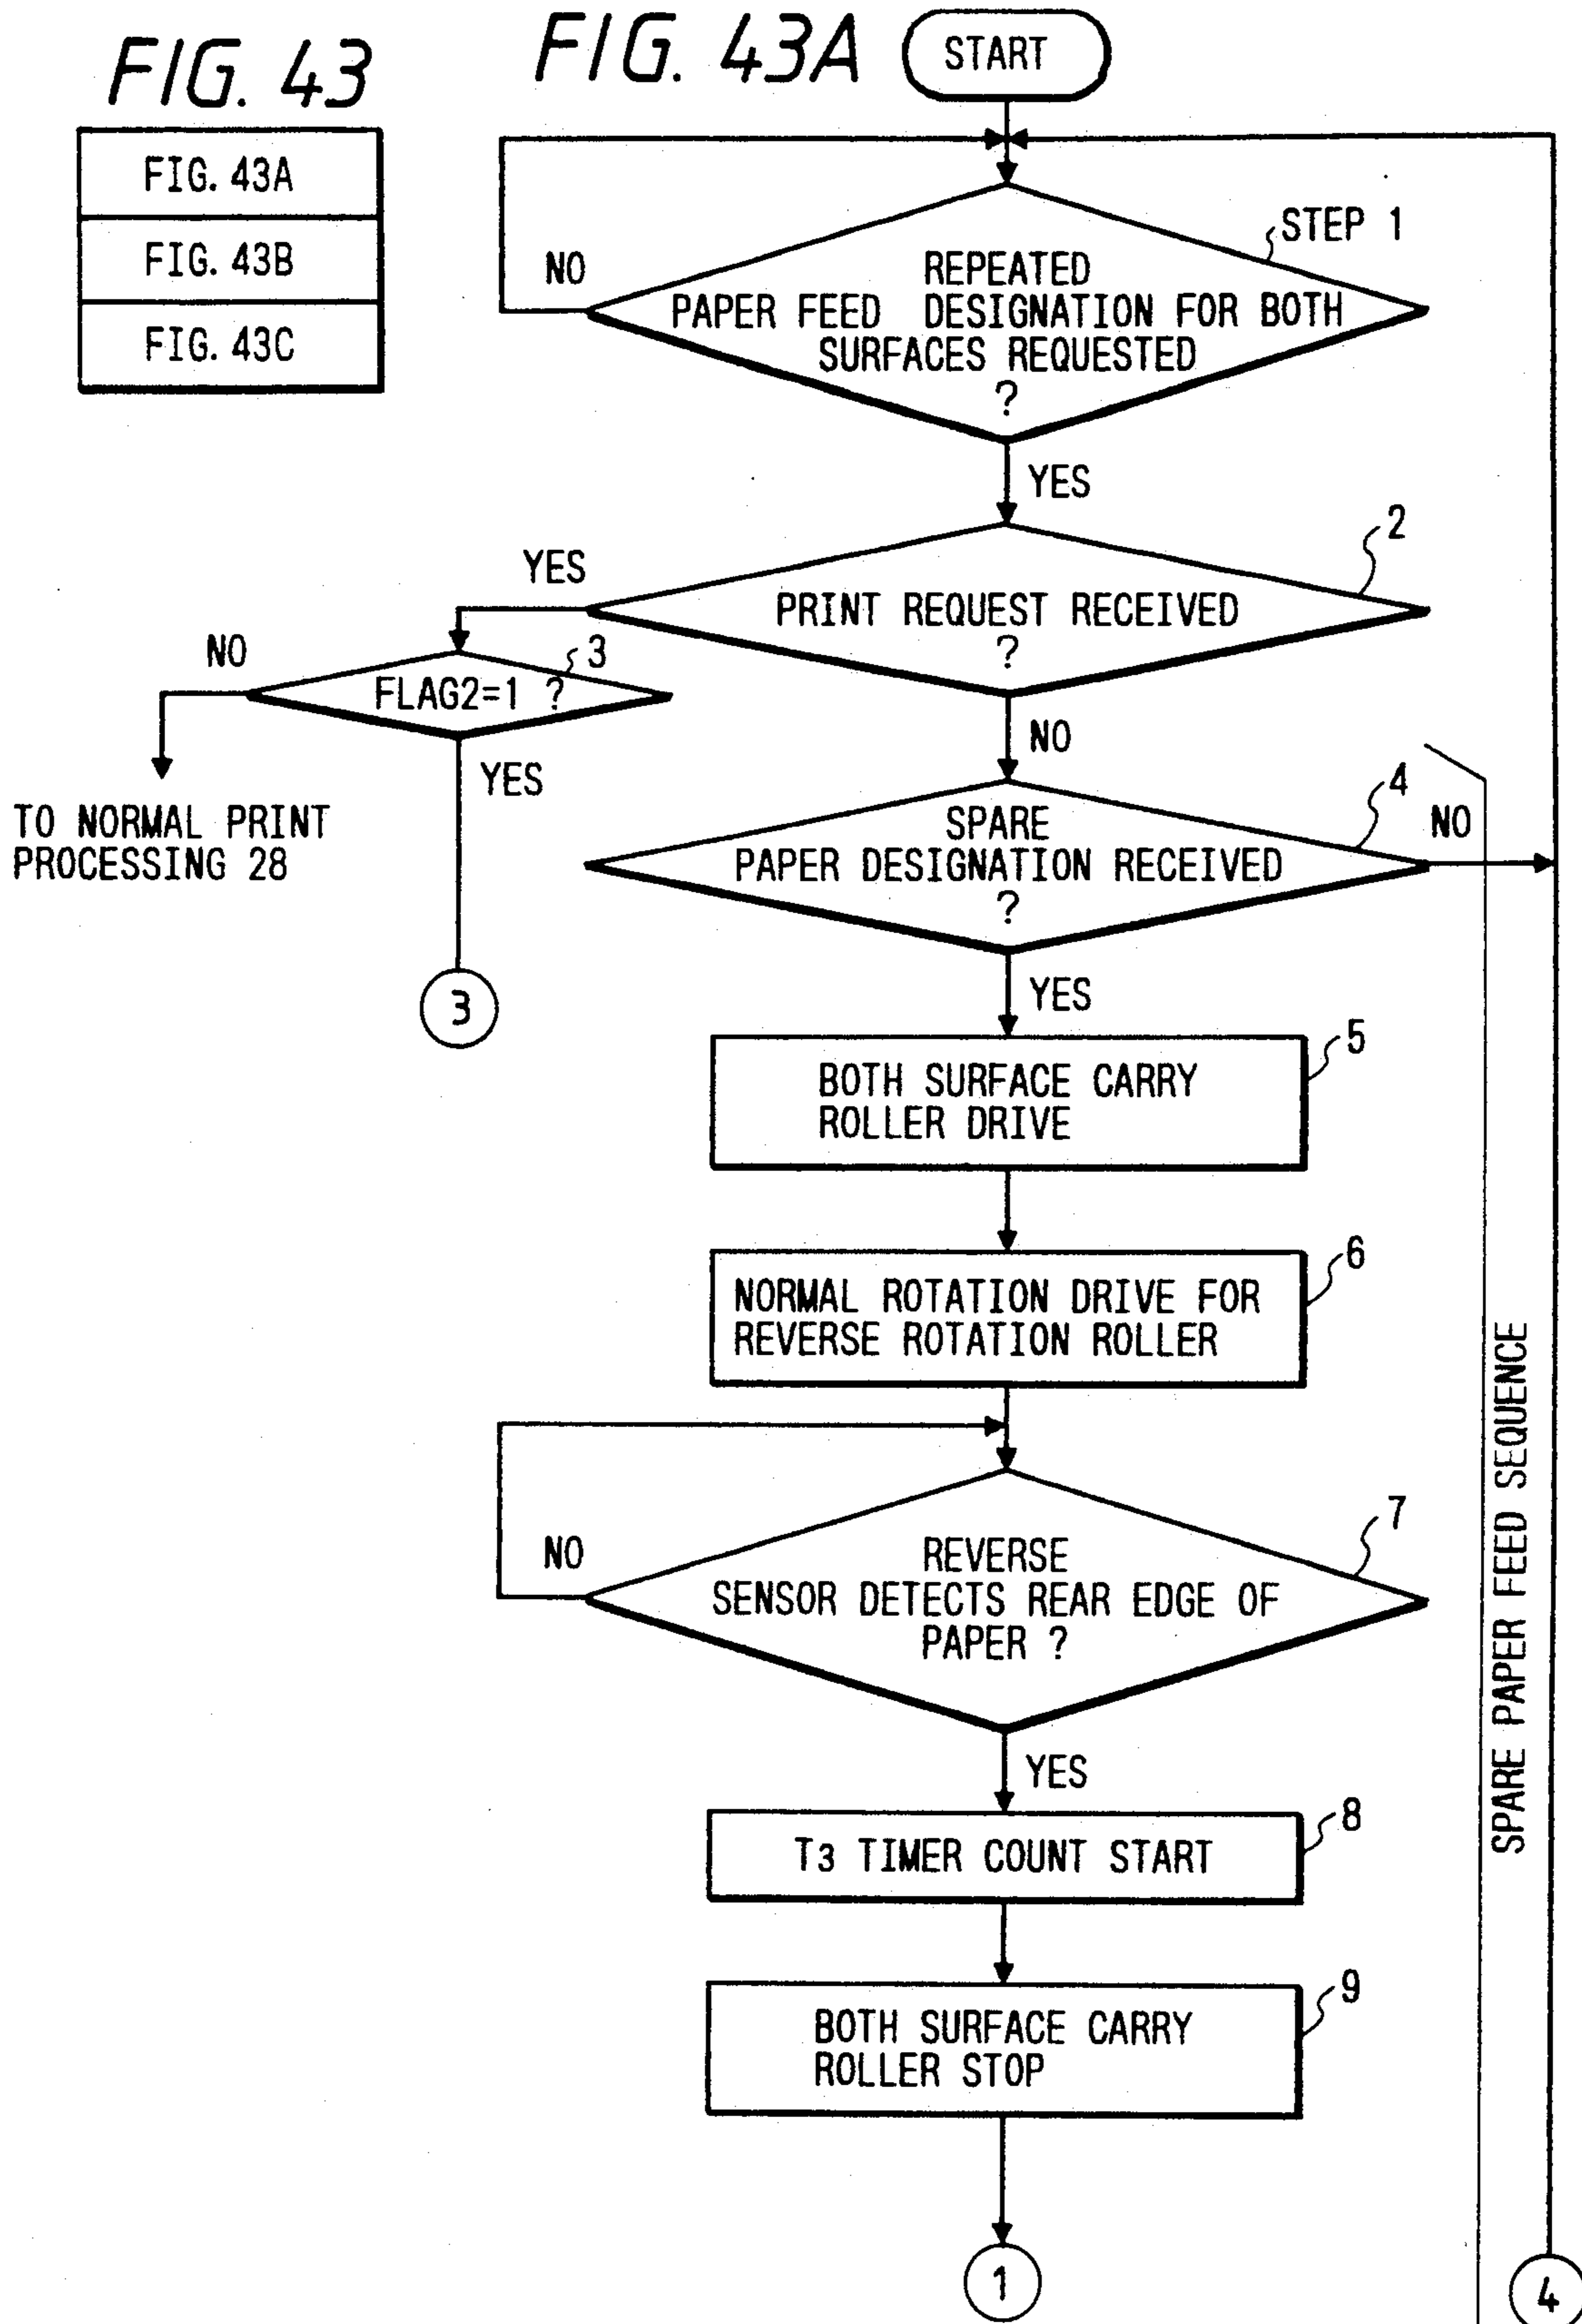 FIG. 43
FIG. 43A
FIG. 43B
FIG. 43C
FIG. 43A
START
STEP 1
REPEATED
PAPER FEED DESIGNATION FOR BOTH
SURFACES REQUESTED
?
NO
YES
2
PRINT REQUEST RECEIVED
?
YES
NO
3
FLAG2=1 ?
NO
YES
TO NORMAL PRINT
PROCESSING 28
3
4
SPARE
PAPER DESIGNATION RECEIVED
?
NO
YES
5
BOTH SURFACE CARRY
ROLLER DRIVE
6
NORMAL ROTATION DRIVE FOR
REVERSE ROTATION ROLLER
7
REVERSE
SENSOR DETECTS REAR EDGE OF
PAPER ?
NO
YES
8
T3 TIMER COUNT START
9
BOTH SURFACE CARRY
ROLLER STOP
1
SPARE PAPER FEED SEQUENCE
4